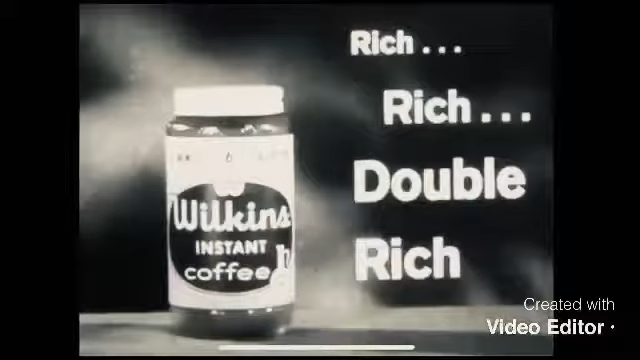 Rich...
Rich...
Double
Rich
Wilkins
INSTANT
coffee
Created with
Video Editor